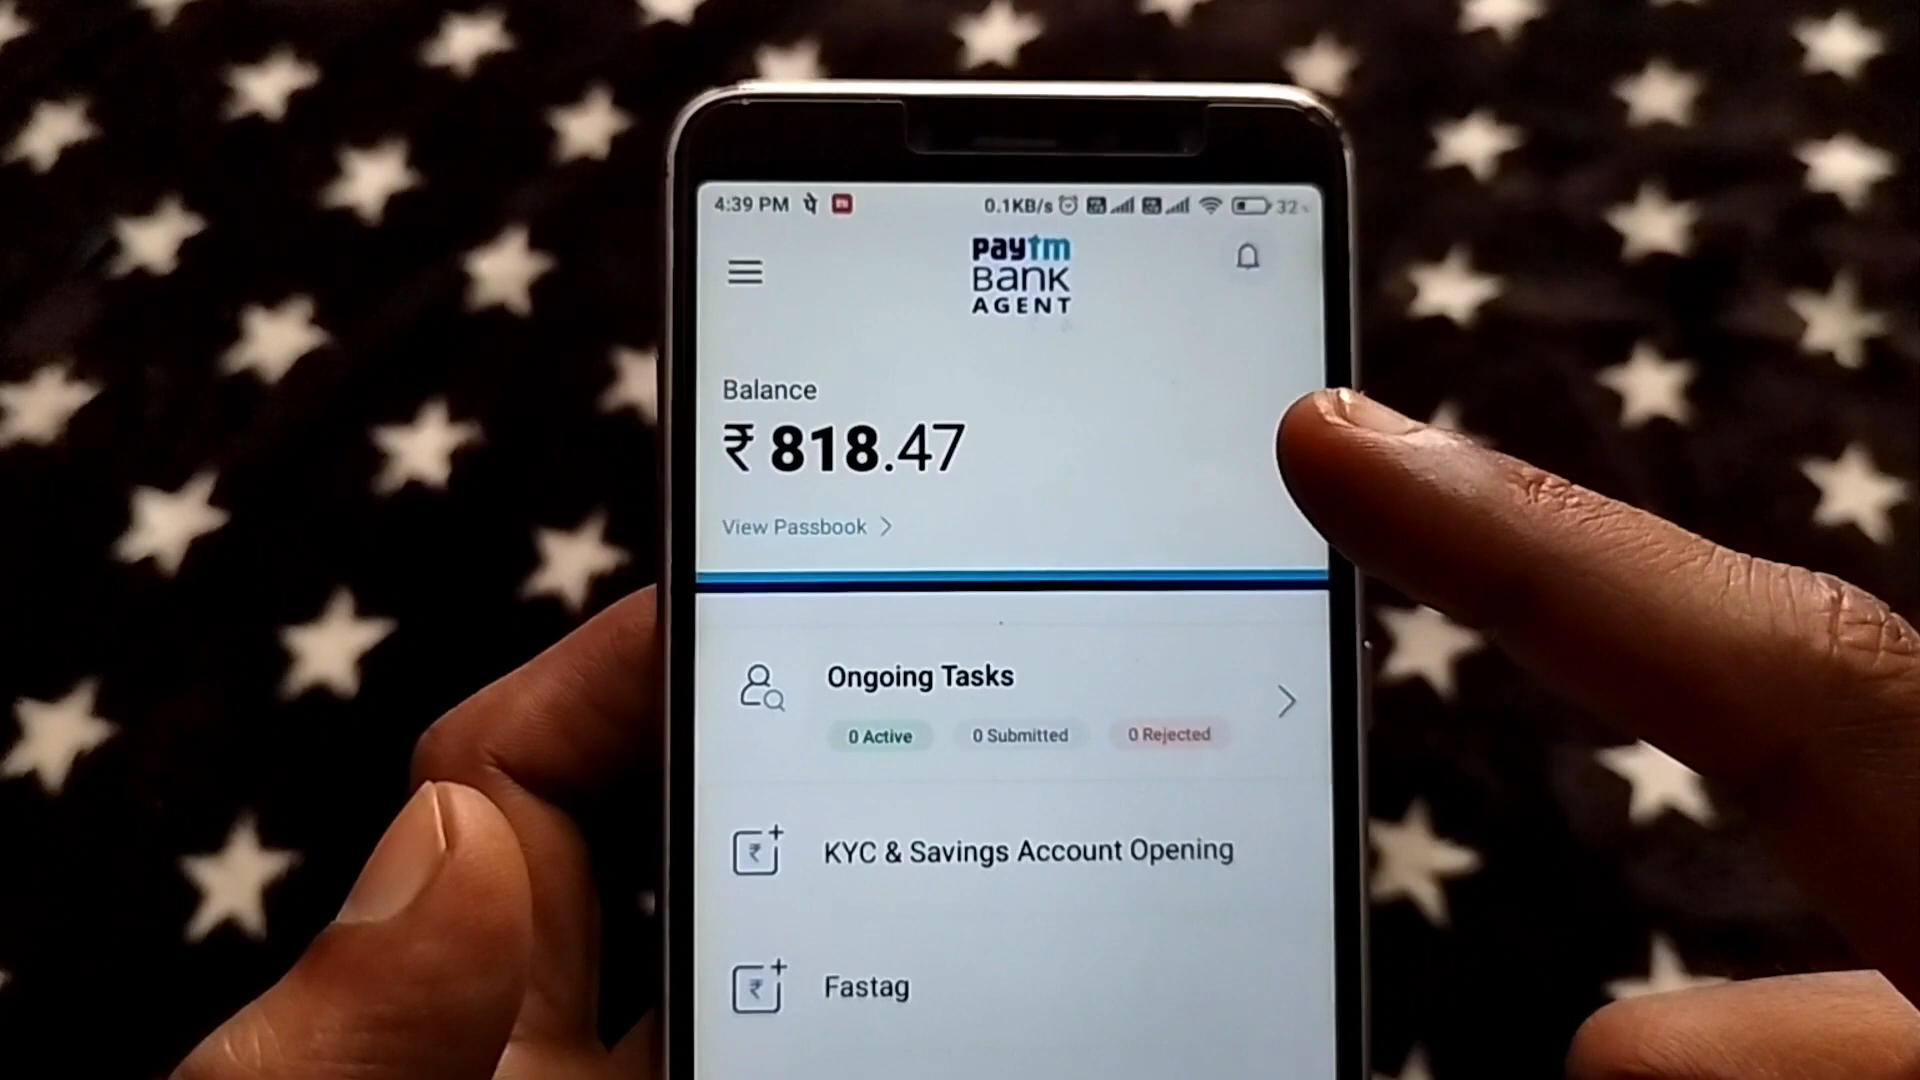 4:39 PM पे 0.1KB/s 32
paytm
BANK
AGENT
Balance
₹ 818.47
View Passbook >
Ongoing Tasks
0 Active 0 Submitted 0 Rejected
₹ KYC & Savings Account Opening
₹ Fastag